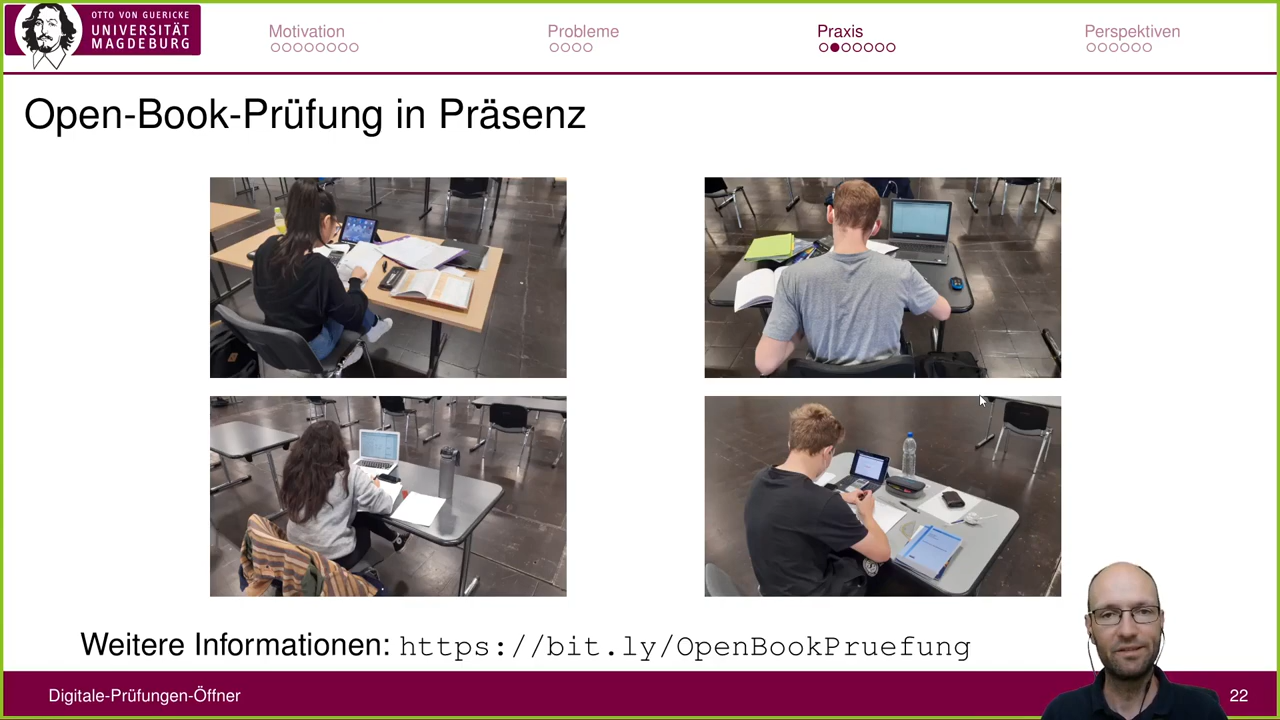 OTTO VON GUERICKE
UNIVERSITÄT
MAGDEBURG
Motivation
Probleme
Praxis
Perspektiven
Open-Book-Prüfung in Präsenz
Weitere Informationen: https://bit.ly/OpenBookPruefung
Digitale-Prüfungen-Öffner
22